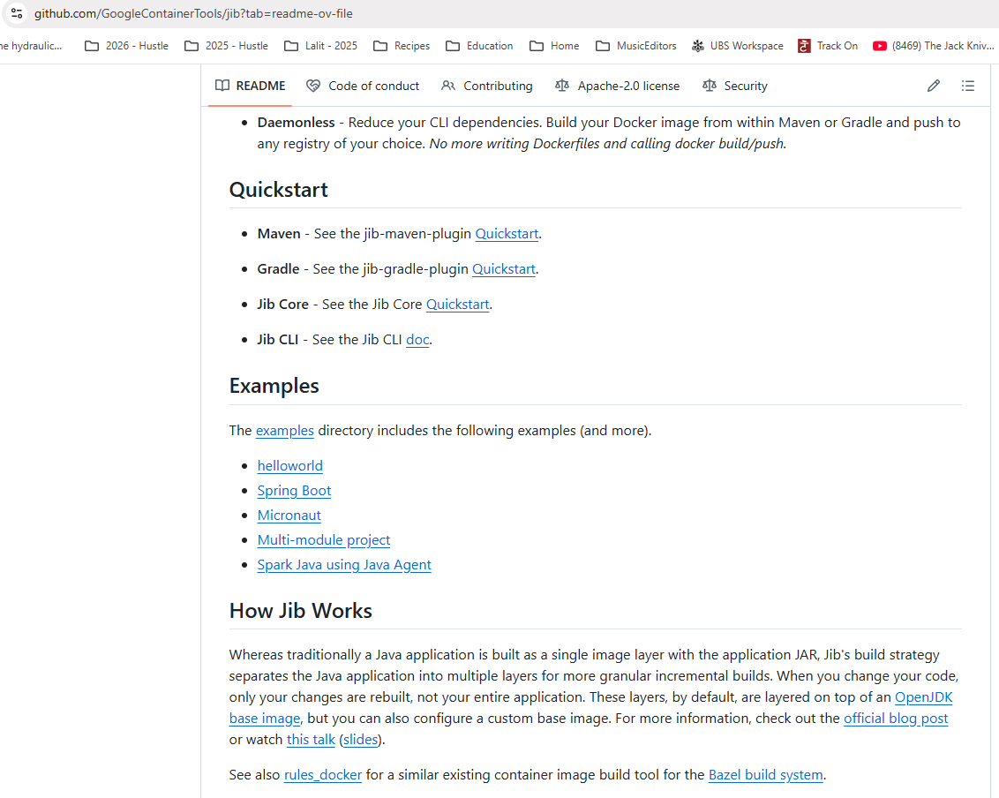 github.com/GoogleContainerTools/jib?tab=readme-ov-file
ne hydraulic...
2026 - Hustle
2025 - Hustle
Lalit - 2025
Recipes
Education
Home
MusicEditors
UBS Workspace
Track On
(8469) The Jack Kniv...
README
Code of conduct
Contributing
Apache-2.0 license
Security
• Daemonless - Reduce your CLI dependencies. Build your Docker image from within Maven or Gradle and push to
any registry of your choice. No more writing Dockerfiles and calling docker build/push.
Quickstart
• Maven - See the jib-maven-plugin Quickstart.
• Gradle - See the jib-gradle-plugin Quickstart.
• Jib Core - See the Jib Core Quickstart.
• Jib CLI - See the Jib CLI doc.
Examples
The examples directory includes the following examples (and more).
• helloworld
• Spring Boot
• Micronaut
• Multi-module project
• Spark Java using Java Agent
How Jib Works
Whereas traditionally a Java application is built as a single image layer with the application JAR, Jib's build strategy
separates the Java application into multiple layers for more granular incremental builds. When you change your code,
only your changes are rebuilt, not your entire application. These layers, by default, are layered on top of an OpenJDK
base image, but you can also configure a custom base image. For more information, check out the official blog post
or watch this talk (slides).
See also rules_docker for a similar existing container image build tool for the Bazel build system.